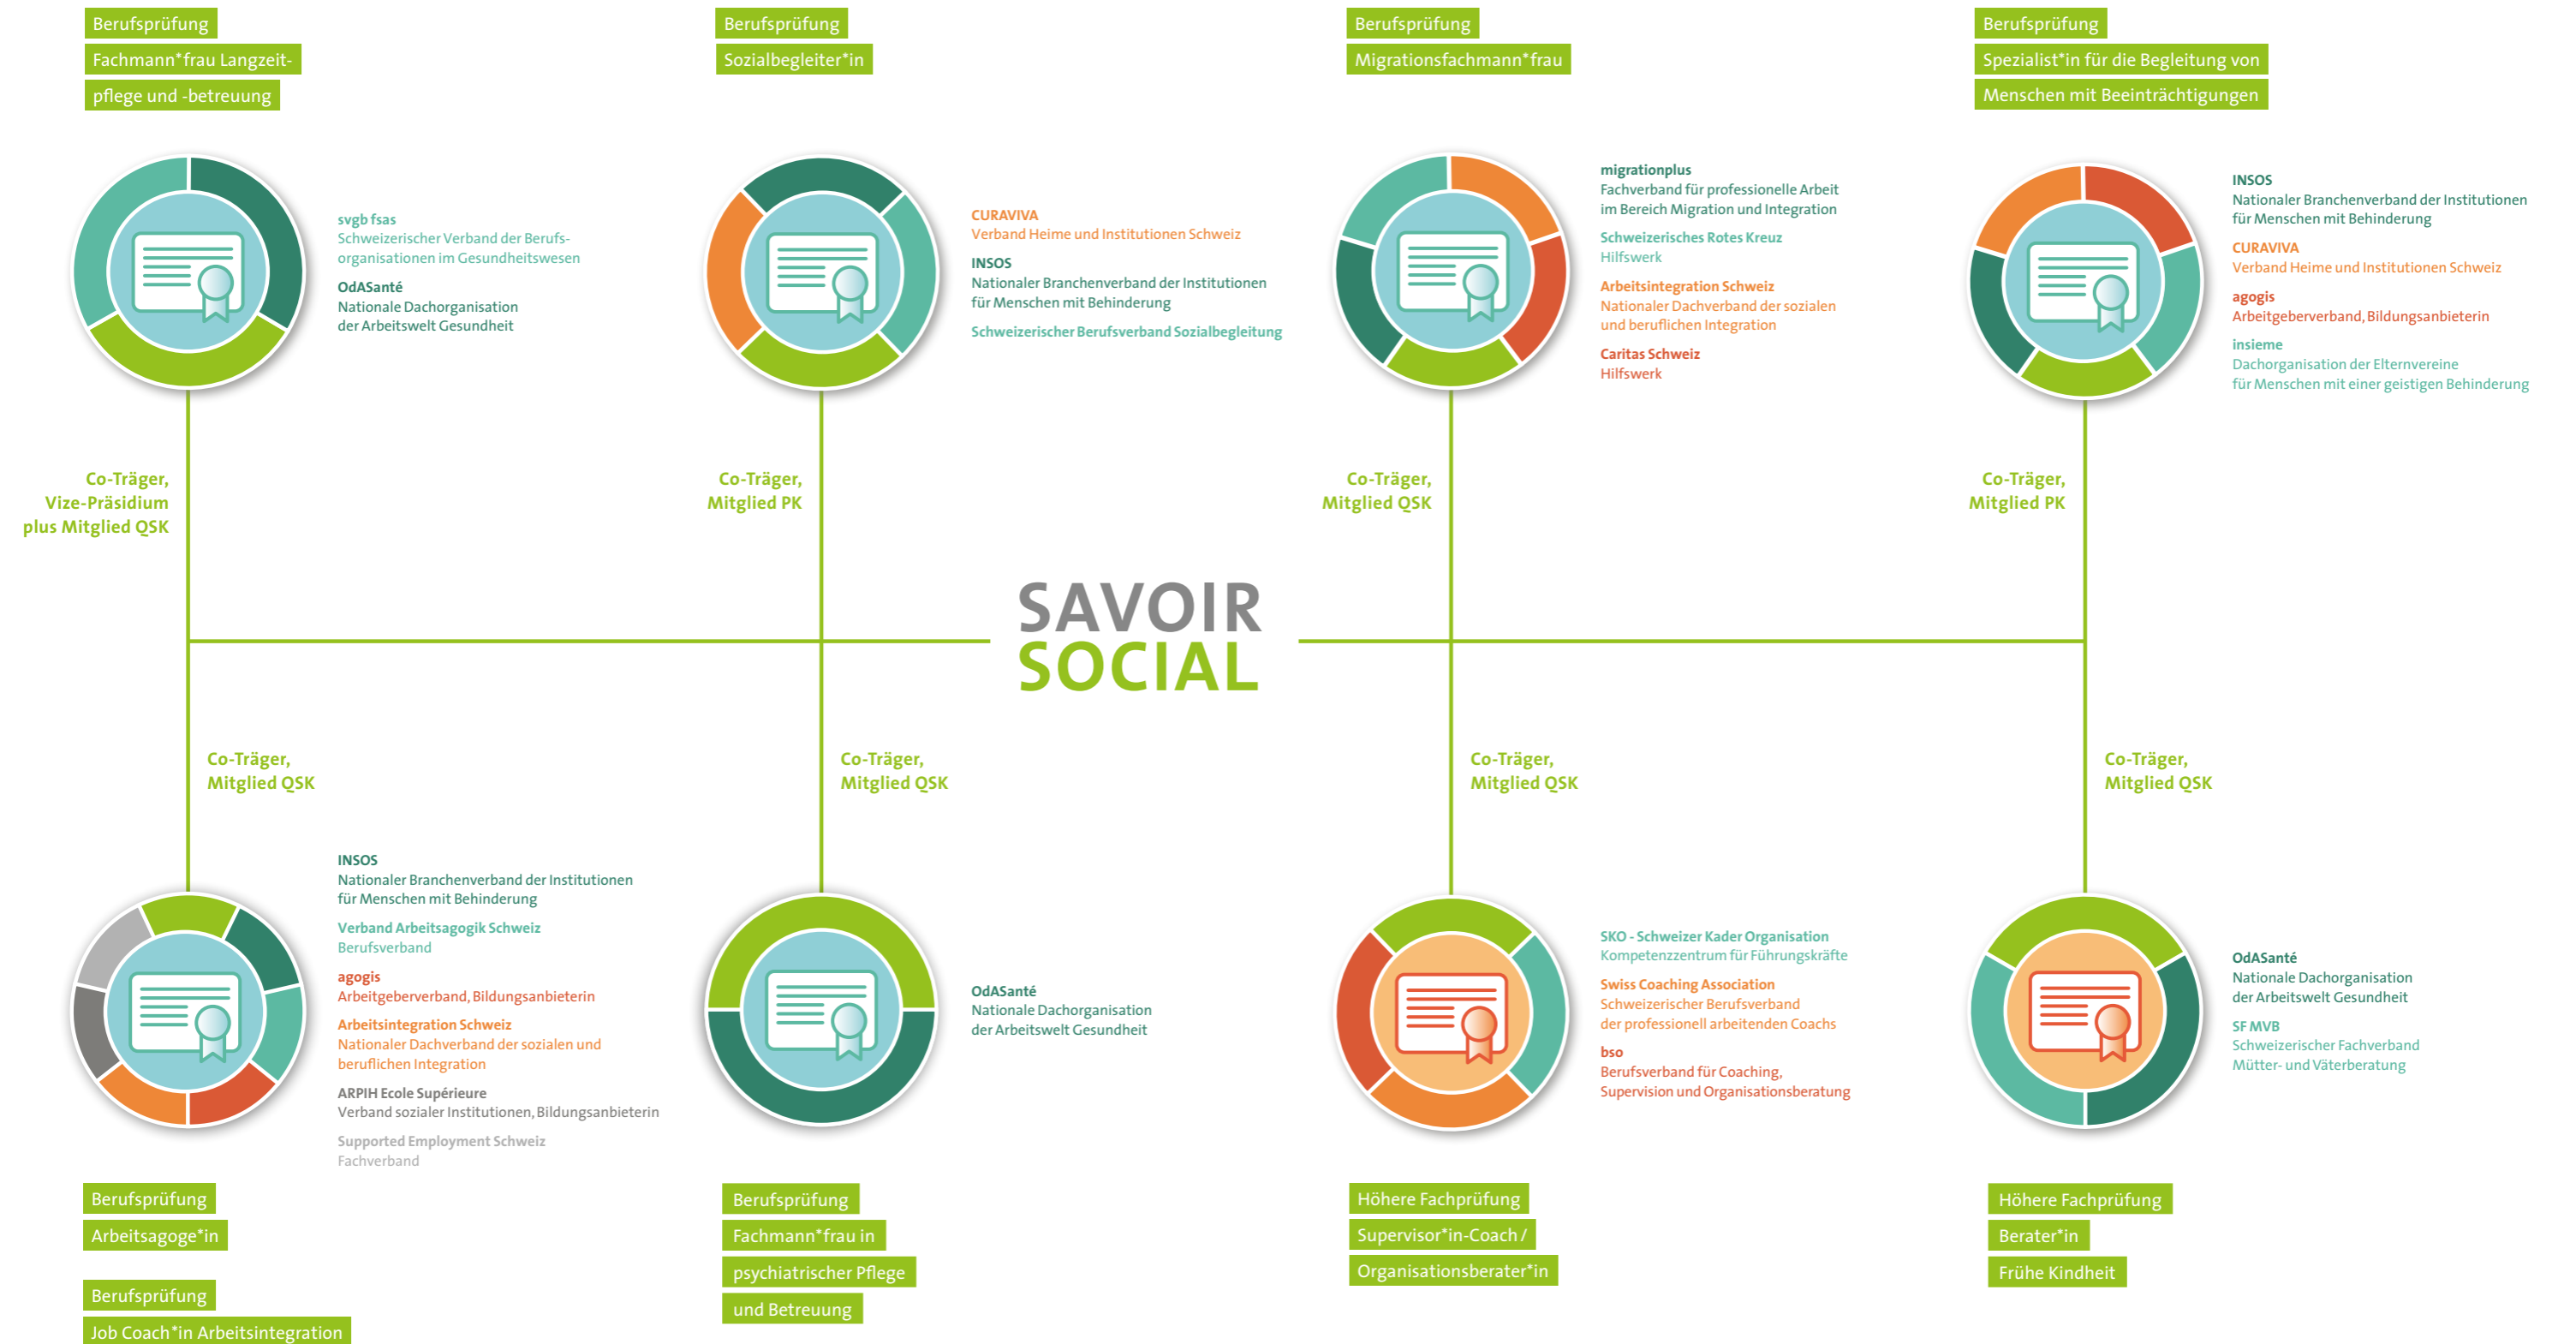 Berufsprüfung
Fachmann*frau Langzeit-
pflege und -betreuung
svgb fsas
Schweizerischer Verband der Berufs-
organisationen im Gesundheitswesen
OdASanté
Nationale Dachorganisation
der Arbeitswelt Gesundheit
Co-Träger,
Vize-Präsidium
plus Mitglied QSK
Berufsprüfung
Sozialbegleiter*in
CURAVIVA
Verband Heime und Institutionen Schweiz
INSOS
Nationaler Branchenverband der Institutionen
für Menschen mit Behinderung
Schweizerischer Berufsverband Sozialbegleitung
Co-Träger,
Mitglied PK
Berufsprüfung
Migrationsfachmann*frau
migrationplus
Fachverband für professionelle Arbeit
im Bereich Migration und Integration
Schweizerisches Rotes Kreuz
Hilfswerk
Arbeitsintegration Schweiz
Nationaler Dachverband der sozialen
und beruflichen Integration
Caritas Schweiz
Hilfswerk
Co-Träger,
Mitglied QSK
Berufsprüfung
Spezialist*in für die Begleitung von
Menschen mit Beeinträchtigungen
INSOS
Nationaler Branchenverband der Institutionen
für Menschen mit Behinderung
CURAVIVA
Verband Heime und Institutionen Schweiz
agogis
Arbeitgeberverband, Bildungsanbieterin
insieme
Dachorganisation der Elternvereine
für Menschen mit einer geistigen Behinderung
Co-Träger,
Mitglied PK
SAVOIR
SOCIAL
Co-Träger,
Mitglied QSK
INSOS
Nationaler Branchenverband der Institutionen
für Menschen mit Behinderung
Verband Arbeitsagogik Schweiz
Berufsverband
agogis
Arbeitgeberverband, Bildungsanbieterin
Arbeitsintegration Schweiz
Nationaler Dachverband der sozialen und
beruflichen Integration
ARPIH Ecole Supérieure
Verband sozialer Institutionen, Bildungsanbieterin
Supported Employment Schweiz
Fachverband
Berufsprüfung
Arbeitsagoge*in
Berufsprüfung
Job Coach*in Arbeitsintegration
Co-Träger,
Mitglied QSK
OdASanté
Nationale Dachorganisation
der Arbeitswelt Gesundheit
Berufsprüfung
Fachmann*frau in
psychiatrischer Pflege
und Betreuung
Co-Träger,
Mitglied QSK
SKO - Schweizer Kader Organisation
Kompetenzzentrum für Führungskräfte
Swiss Coaching Association
Schweizerischer Berufsverband
der professionell arbeitenden Coachs
bso
Berufsverband für Coaching,
Supervision und Organisationsberatung
Höhere Fachprüfung
Supervisor*in-Coach /
Organisationsberater*in
Co-Träger,
Mitglied QSK
OdASanté
Nationale Dachorganisation
der Arbeitswelt Gesundheit
SF MVB
Schweizerischer Fachverband
Mütter- und Väterberatung
Höhere Fachprüfung
Berater*in
Frühe Kindheit